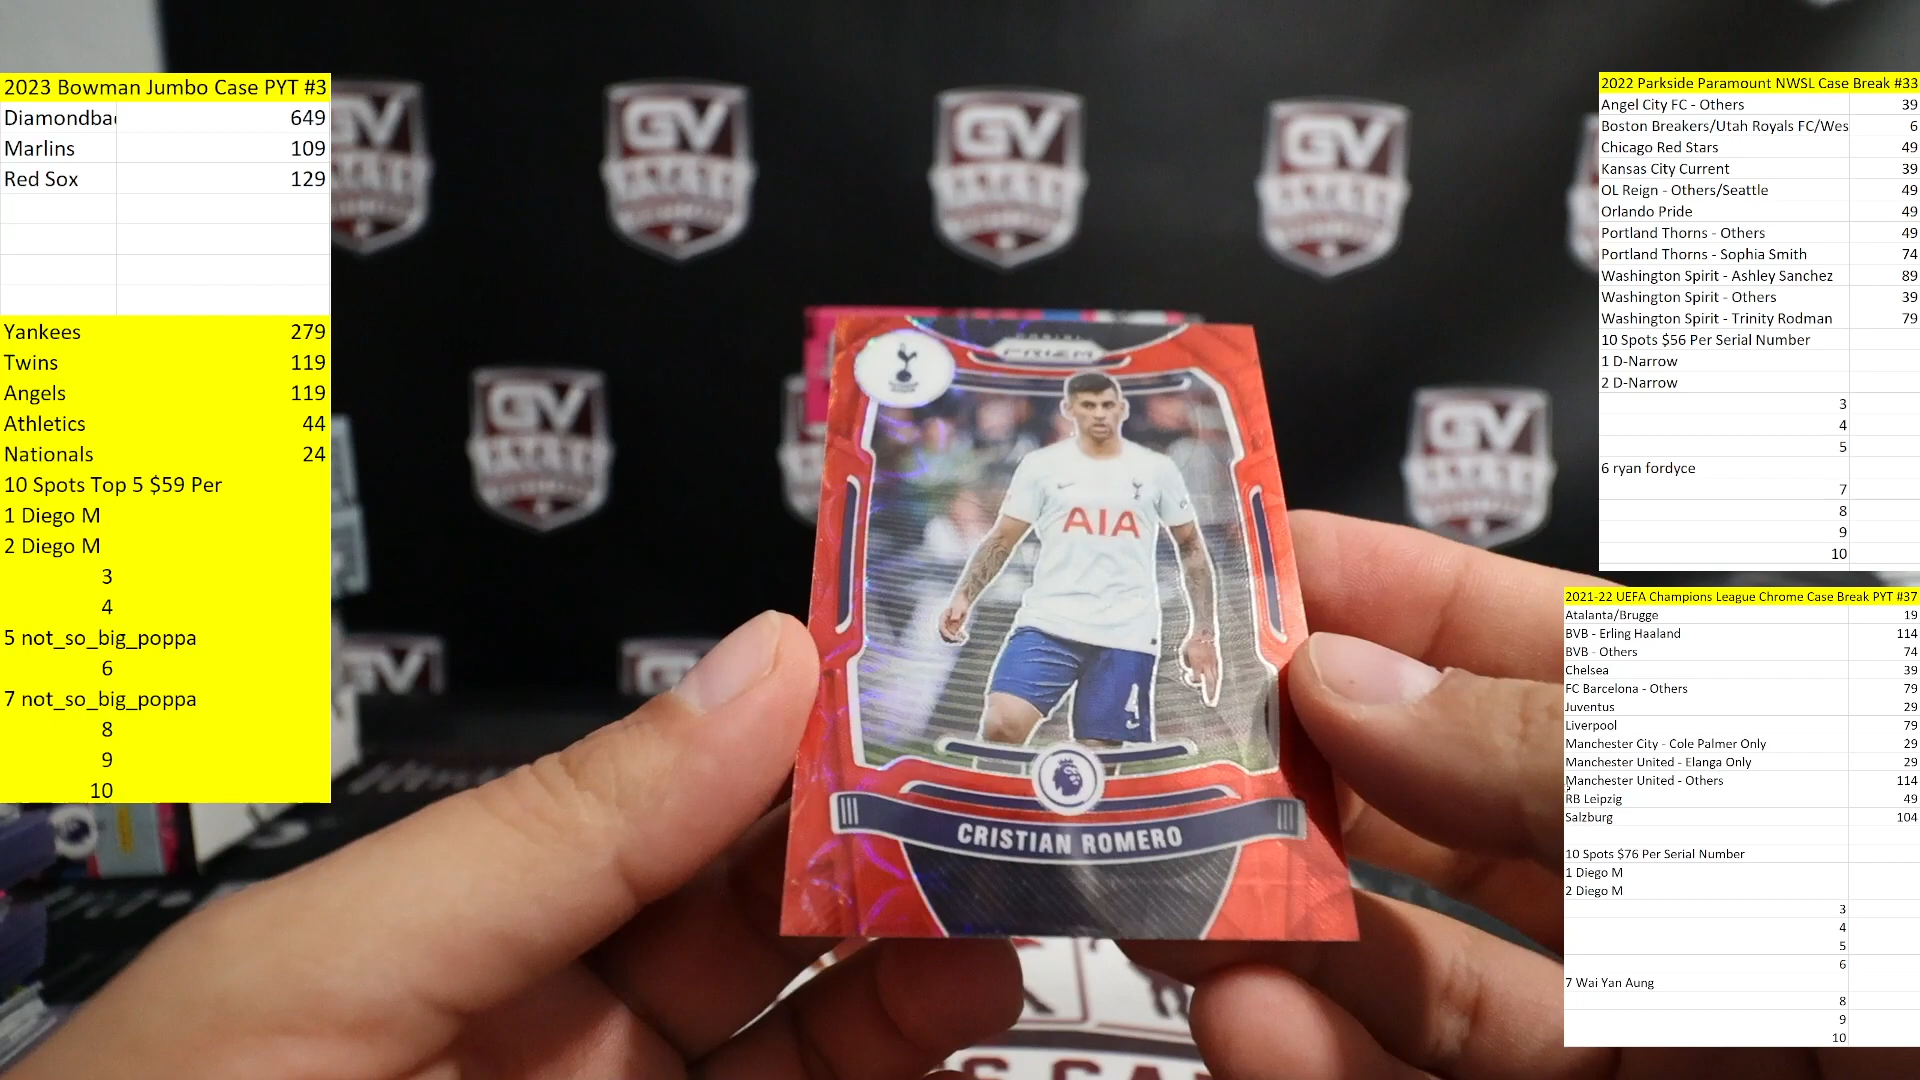 2023 Bowman Jumbo Case PYT #3
Diamondba 649
Marlins 109
Red Sox 129
Yankees 279
Twins 119
Angels 119
Athletics 44
Nationals 24
10 Spots Top 5 $59 Per
1 Diego M
2 Diego M
3
4
5 not_so_big_poppa
6
7 not_so_big_poppa
8
9
10
GV
GV
GV
GV
GV
GV
GV
PRIZM
AIA
4
CRISTIAN ROMERO
2022 Parkside Paramount NWSL Case Break #33
Angel City FC - Others 39
Boston Breakers/Utah Royals FC/Wes 6
Chicago Red Stars 49
Kansas City Current 39
OL Reign - Others/Seattle 49
Orlando Pride 49
Portland Thorns - Others 49
Portland Thorns - Sophia Smith 74
Washington Spirit - Ashley Sanchez 89
Washington Spirit - Others 39
Washington Spirit - Trinity Rodman 79
10 Spots $56 Per Serial Number
1 D-Narrow
2 D-Narrow
3
4
5
6 ryan fordyce
7
8
9
10
2021-22 UEFA Champions League Chrome Case Break PYT #37
Atalanta/Brugge 19
BVB - Erling Haaland 114
BVB - Others 74
Chelsea 39
FC Barcelona - Others 79
Juventus 29
Liverpool 79
Manchester City - Cole Palmer Only 29
Manchester United - Elanga Only 29
Manchester United - Others 114
RB Leipzig 49
Salzburg 104
10 Spots $76 Per Serial Number
1 Diego M
2 Diego M
3
4
5
6
7 Wai Yan Aung
8
9
10